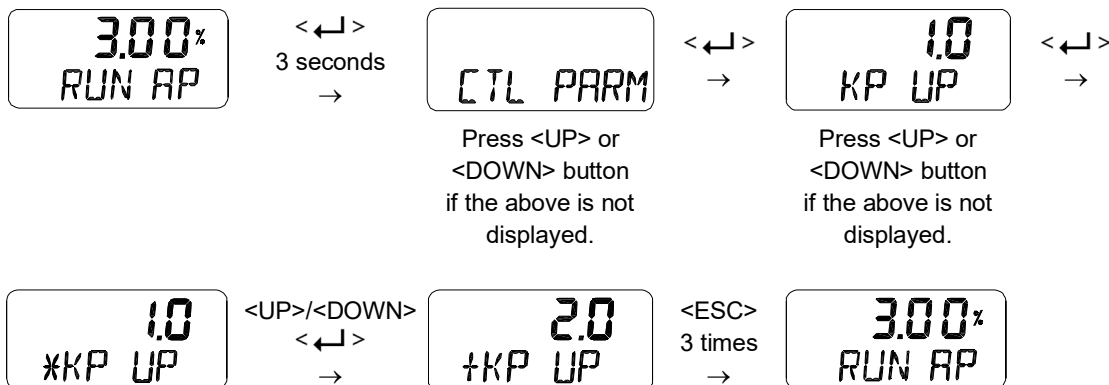 3.00%
RUN AP
< ↵ >
3 seconds
→
CTL PARM
Press <UP> or
<DOWN> button
if the above is not
displayed.
< ↵ >
→
1.0
KP UP
Press <UP> or
<DOWN> button
if the above is not
displayed.
< ↵ >
→
1.0
*KP UP
<UP>/<DOWN>
< ↵ >
→
2.0
+KP UP
<ESC>
3 times
→
3.00%
RUN AP